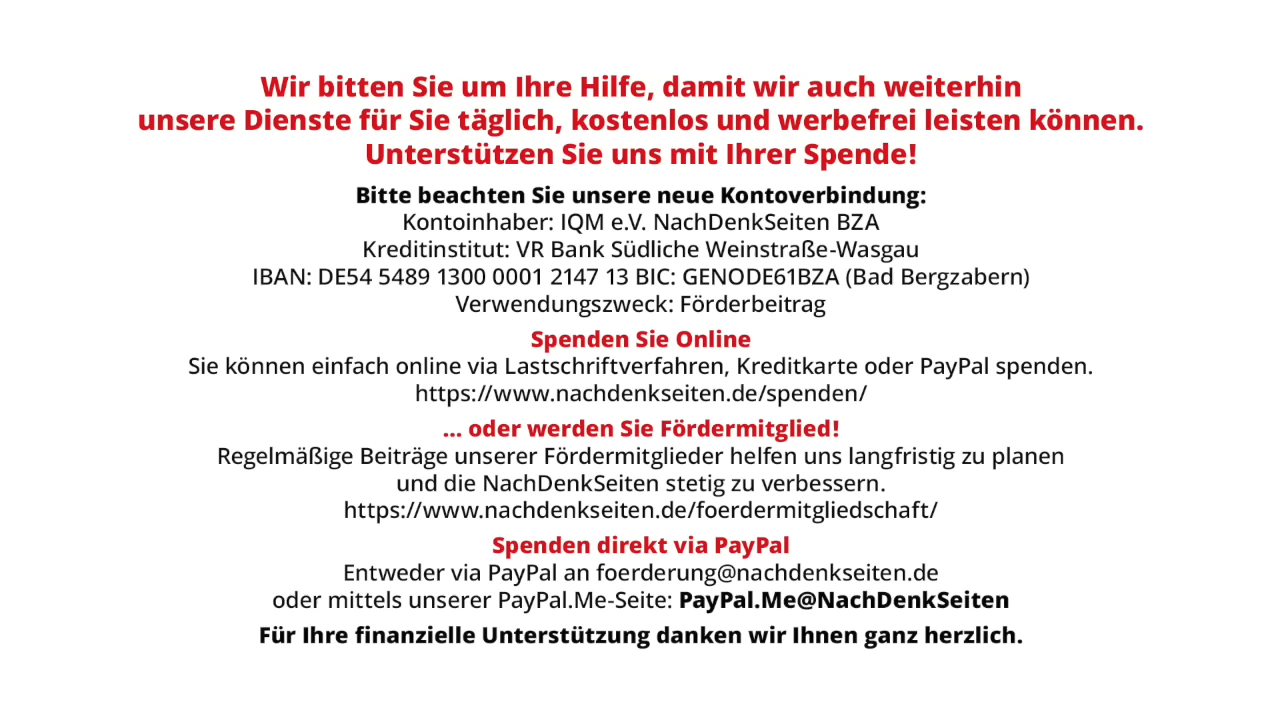 Wir bitten Sie um Ihre Hilfe, damit wir auch weiterhin
unsere Dienste für Sie täglich, kostenlos und werbefrei leisten können.
Unterstützen Sie uns mit Ihrer Spende!
Bitte beachten Sie unsere neue Kontoverbindung:
Kontoinhaber: IQM e.V. NachDenkSeiten BZA
Kreditinstitut: VR Bank Südliche Weinstraße-Wasgau
IBAN: DE54 5489 1300 0001 2147 13 BIC: GENODE61BZA (Bad Bergzabern)
Verwendungszweck: Förderbeitrag
Spenden Sie Online
Sie können einfach online via Lastschriftverfahren, Kreditkarte oder PayPal spenden.
https://www.nachdenkseiten.de/spenden/
... oder werden Sie Fördermitglied!
Regelmäßige Beiträge unserer Fördermitglieder helfen uns langfristig zu planen
und die NachDenkSeiten stetig zu verbessern.
https://www.nachdenkseiten.de/foerdermitgliedschaft/
Spenden direkt via PayPal
Entweder via PayPal an foerderung@nachdenkseiten.de
oder mittels unserer PayPal.Me-Seite: PayPal.Me@NachDenkSeiten
Für Ihre finanzielle Unterstützung danken wir Ihnen ganz herzlich.